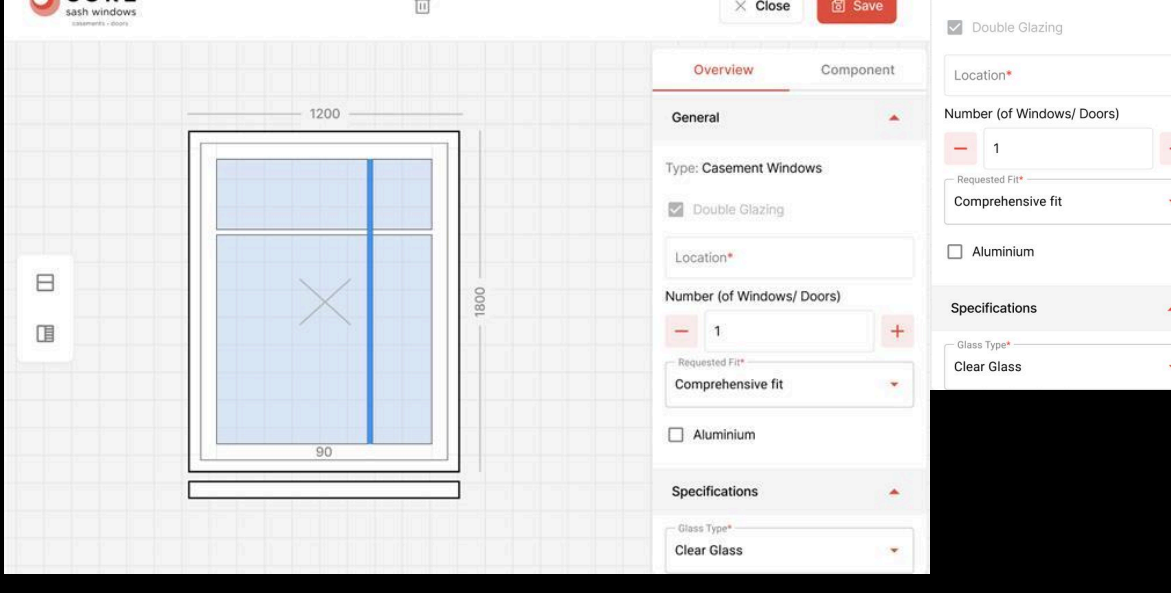 sash windows
casements • doors
Close
Save
Overview
Component
1200
General
Type: Casement Windows
Double Glazing
Location*
Number (of Windows/ Doors)
1
Requested Fit*
Comprehensive fit
Aluminium
1800
90
Specifications
Glass Type*
Clear Glass
Double Glazing
Location*
Number (of Windows/ Doors)
1
Requested Fit*
Comprehensive fit
Aluminium
Specifications
Glass Type*
Clear Glass